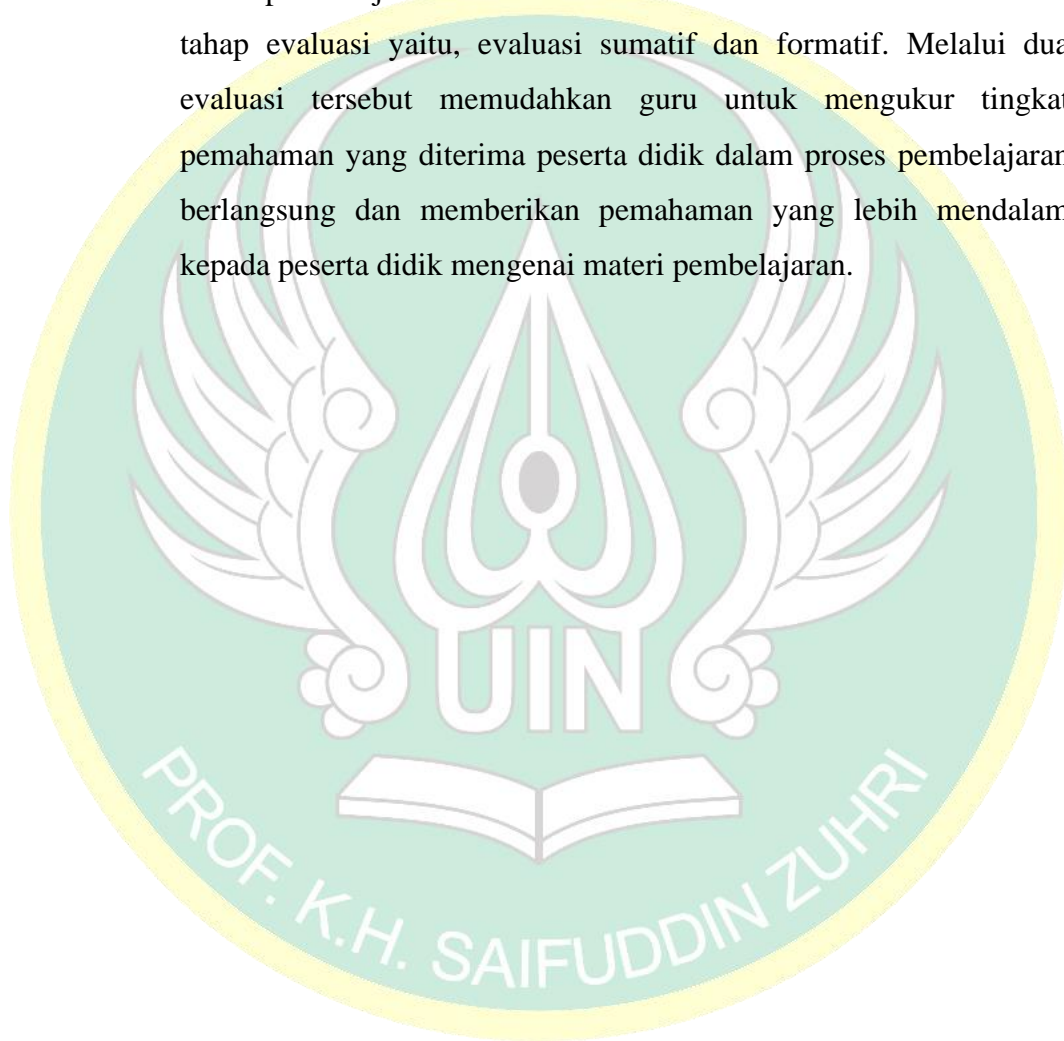 tahap evaluasi yaitu, evaluasi sumatif dan formatif. Melalui dua
evaluasi tersebut memudahkan guru untuk mengukur tingkat
pemahaman yang diterima peserta didik dalam proses pembelajaran
berlangsung dan memberikan pemahaman yang lebih mendalam
kepada peserta didik mengenai materi pembelajaran.
UIN
PROF. K.H. SAIFUDDIN ZUHRI